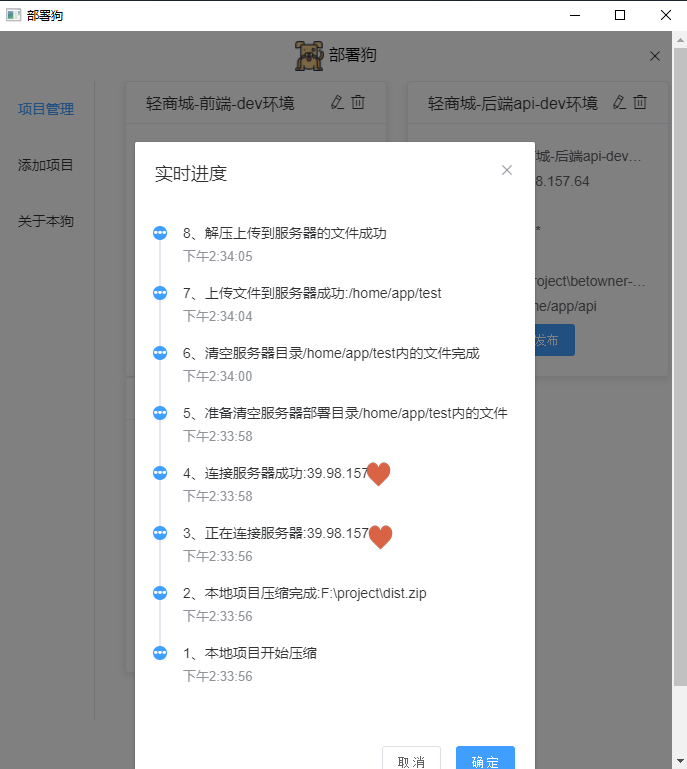 部署狗
部署狗
项目管理
添加项目
关于本狗
轻商城-前端-dev环境
轻商城-后端api-dev环境
城-后端api-dev...
8.157.64
*
roject\betowner-...
me/app/api
发布
实时进度
8、解压上传到服务器的文件成功
下午2:34:05
7、上传文件到服务器成功:/home/app/test
下午2:34:04
6、清空服务器目录/home/app/test内的文件完成
下午2:34:00
5、准备清空服务器部署目录/home/app/test内的文件
下午2:33:58
4、连接服务器成功:39.98.157
下午2:33:58
3、正在连接服务器:39.98.157
下午2:33:56
2、本地项目压缩完成:F:\project\dist.zip
下午2:33:56
1、本地项目开始压缩
下午2:33:56
取消
确定